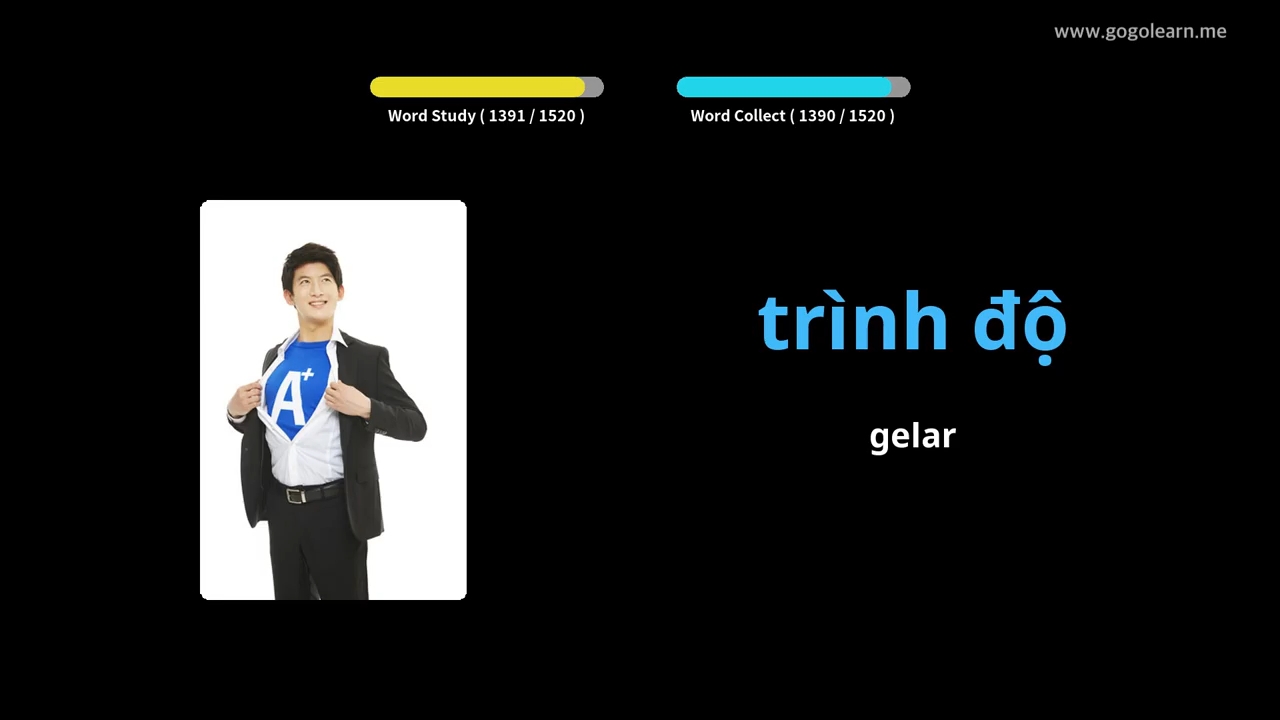 www.gogolearn.me
Word Study ( 1391 / 1520 )
Word Collect ( 1390 / 1520 )
A+
trình độ
gelar